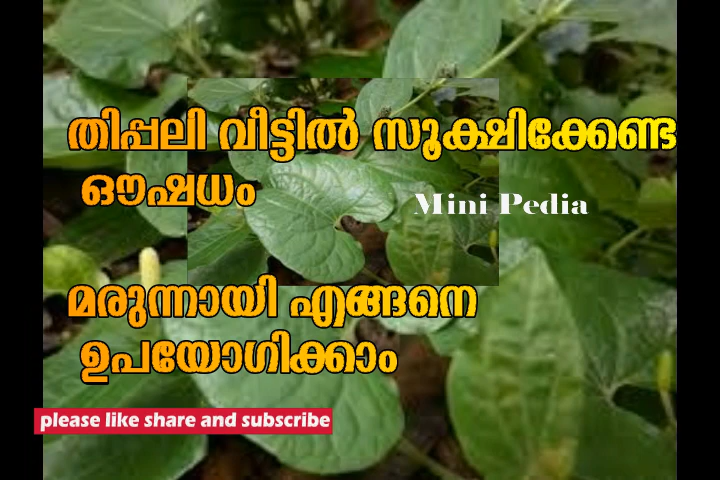 തിപ്പലി വീട്ടിൽ സൂക്ഷിക്കേണ്ട
ഔഷധം
Mini Pedia
മരുന്നായി എങ്ങനെ
ഉപയോഗിക്കാം
please like share and subscribe